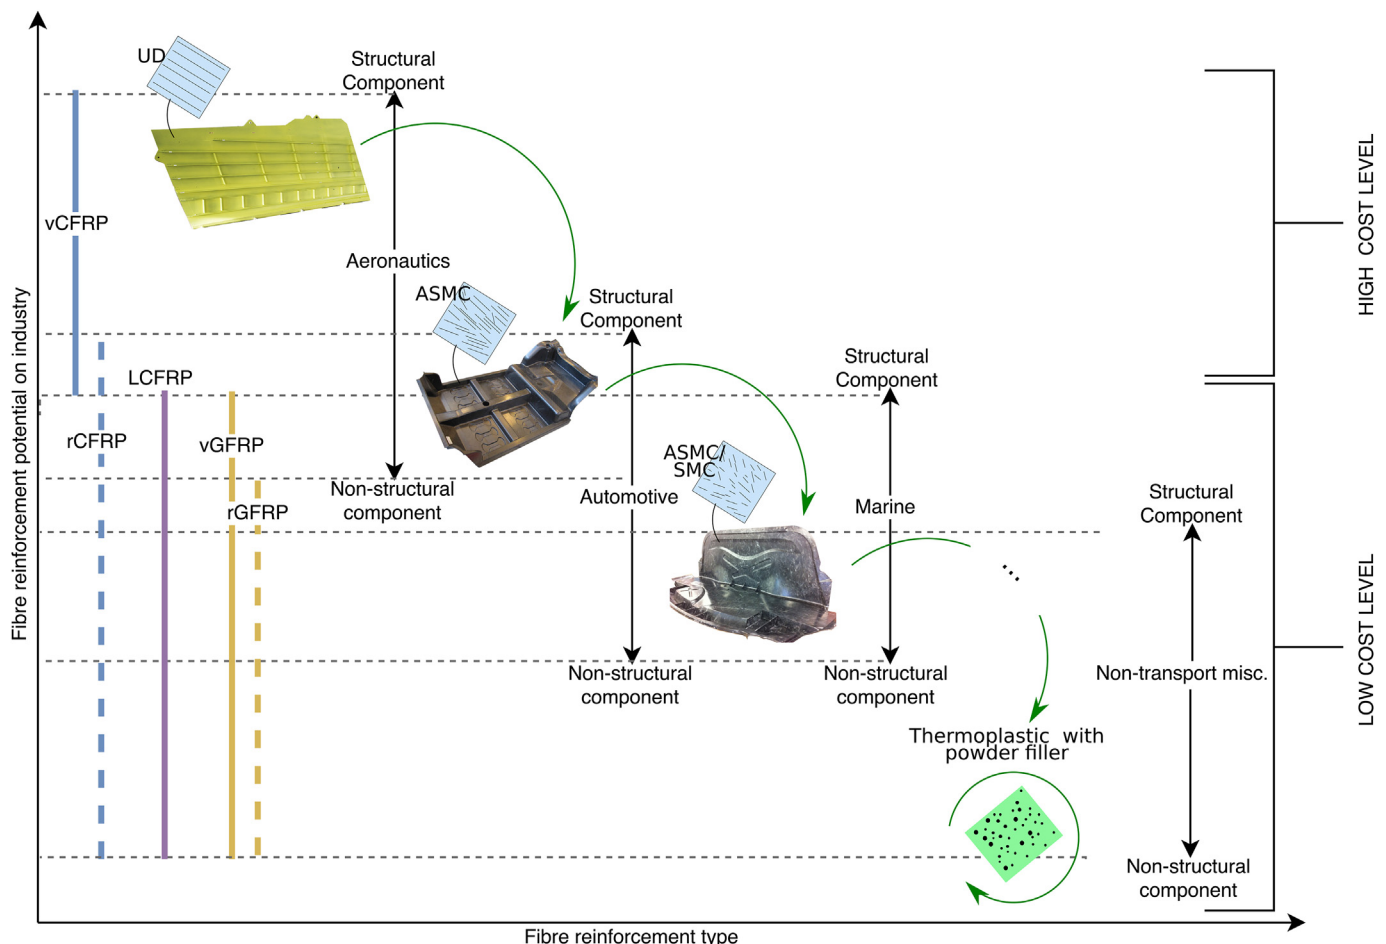 UD
Structural
Component
vCFRP
Aeronautics
ASMC
Structural
Component
HIGH COST LEVEL
Structural
Component
LCFRP
rCFRP
vGFRP
ASMC/
SMC
Non-structural
component
Automotive
Marine
rGFRP
Structural
Component
Fibre reinforcement potential on industry
...
LOW COST LEVEL
Non-structural
component
Non-structural
component
Non-transport misc.
Thermoplastic with
powder filler
Non-structural
component
Fibre reinforcement type